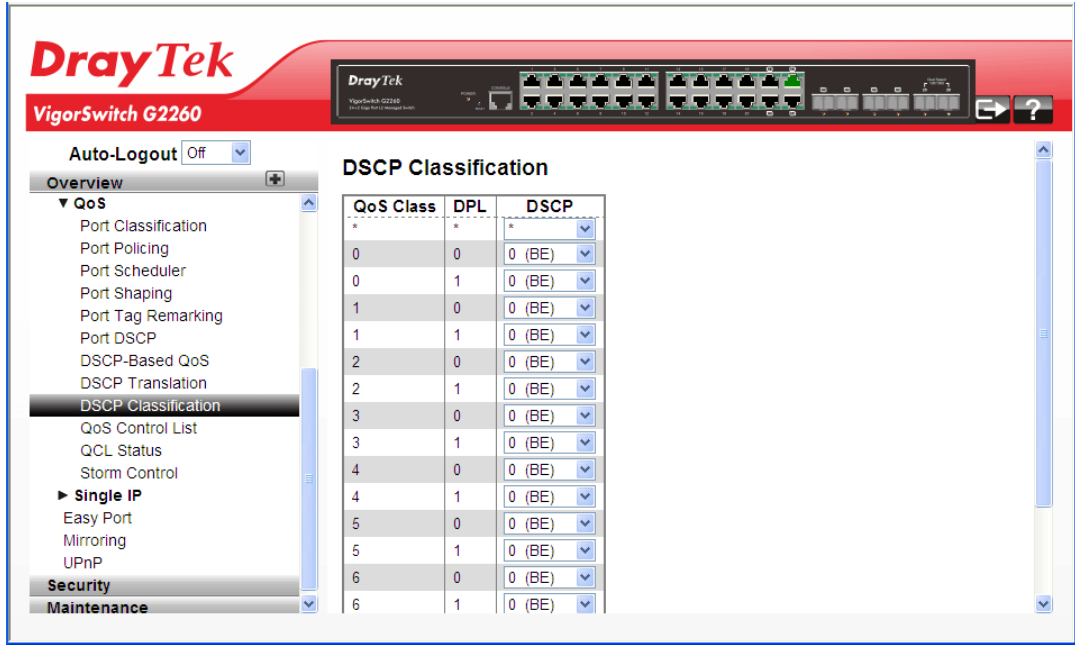 DrayTek
VigorSwitch G2260
DrayTek
VigorSwitch G2260
POWER
CONSOLE
Auto-Logout Off
Overview
▼ QoS
Port Classification
Port Policing
Port Scheduler
Port Shaping
Port Tag Remarking
Port DSCP
DSCP-Based QoS
DSCP Translation
DSCP Classification
QoS Control List
QCL Status
Storm Control
► Single IP
Easy Port
Mirroring
UPnP
Security
Maintenance
?
DSCP Classification
QoS Class DPL DSCP
* * *
0 0 0 (BE)
0 1 0 (BE)
1 0 0 (BE)
1 1 0 (BE)
2 0 0 (BE)
2 1 0 (BE)
3 0 0 (BE)
3 1 0 (BE)
4 0 0 (BE)
4 1 0 (BE)
5 0 0 (BE)
5 1 0 (BE)
6 0 0 (BE)
6 1 0 (BE)